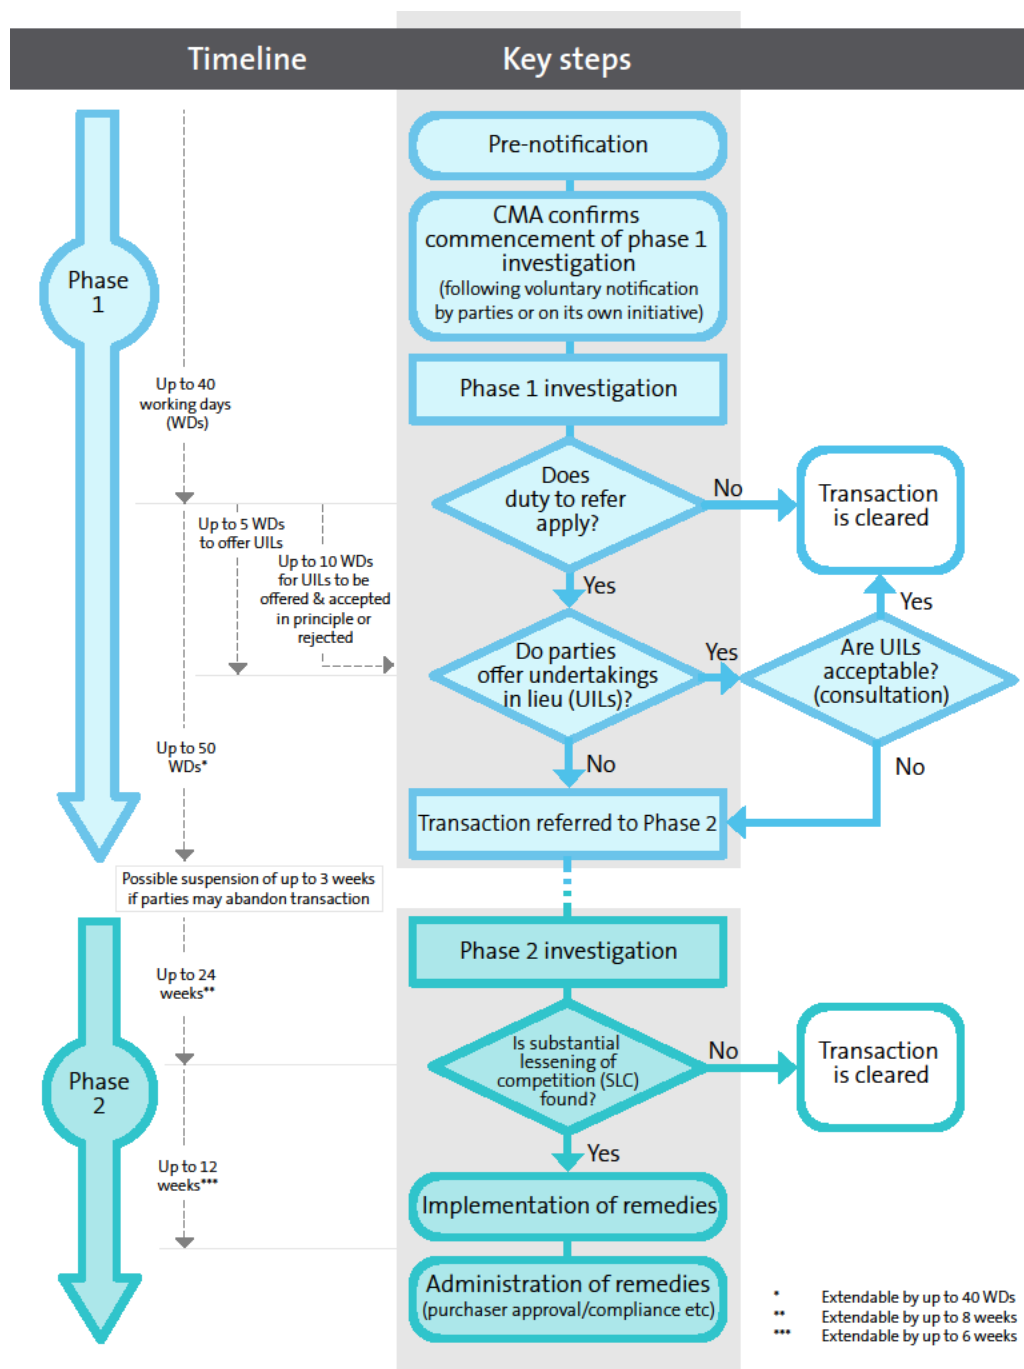 Timeline
Key steps
Pre-notification
CMA confirms
commencement of phase 1
investigation
(following voluntary notification
by parties or on its own initiative)
Phase
1
Phase 1 investigation
Up to 40
working days
(WDs)
Does
duty to refer
apply?
No
Transaction
is cleared
Up to 5 WDs
to offer UILs
Up to 10 WDs
for UILs to be
offered & accepted
in principle or
rejected
Yes
Yes
Do parties
offer undertakings
in lieu (UILs)?
Yes
Are UILs
acceptable?
(consultation)
Up to 50
WDs*
No
No
Transaction referred to Phase 2
Possible suspension of up to 3 weeks
if parties may abandon transaction
Phase 2 investigation
Up to 24
weeks**
Is substantial
lessening of
competition (SLC)
found?
No
Transaction
is cleared
Phase
2
Yes
Up to 12
weeks***
Implementation of remedies
Administration of remedies
(purchaser approval/compliance etc)
* Extendable by up to 40 WDs
** Extendable by up to 8 weeks
*** Extendable by up to 6 weeks